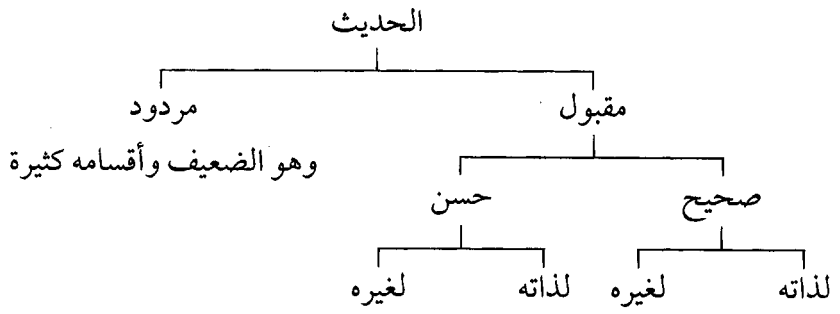 الحديث
مقبول مردود
وهو الضعيف وأقسامه كثيرة
صحيح حسن
لذاته لغيره لذاته لغيره